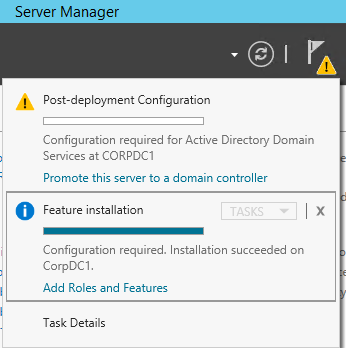 Server Manager
Post-deployment Configuration
Configuration required for Active Directory Domain
Services at CORPDC1
Promote this server to a domain controller
Feature installation
TASKS
X
Configuration required. Installation succeeded on
CorpDC1.
Add Roles and Features
Task Details